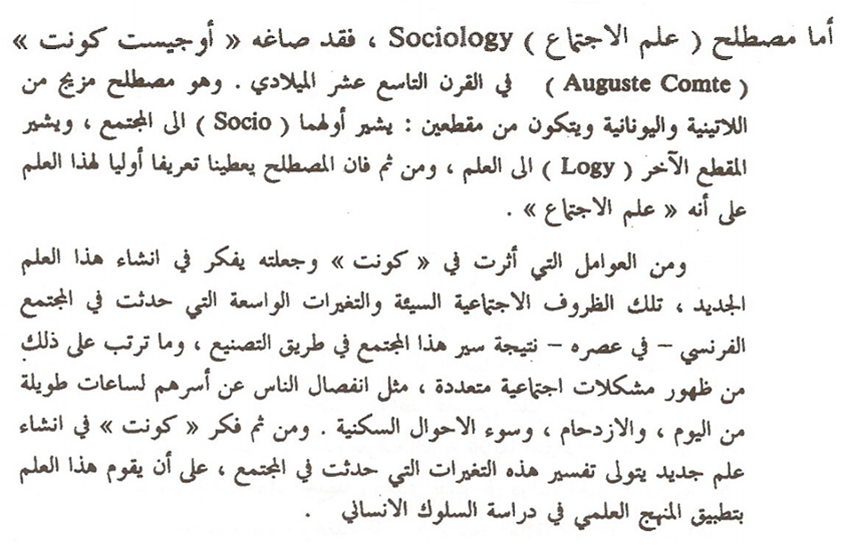 أما مصطلح ( علم الاجتماع ) Sociology ، فقد صاغه « أوجيست كونت »
( Auguste Comte ) في القرن التاسع عشر الميلادي . وهو مصطلح مزيج من
اللاتينية واليونانية ويتكون من مقطعين : يشير أولهما ( Socio ) الى المجتمع ، ويشير
المقطع الآخر ( Logy ) الى العلم ، ومن ثم فان المصطلح يعطينا تعريفا أوليا لهذا العلم
على أنه « علم الاجتماع » .
ومن العوامل التي أثرت في « كونت » وجعلته يفكر في انشاء هذا العلم
الجديد ، تلك الظروف الاجتماعية السيئة والتغيرات الواسعة التي حدثت في المجتمع
الفرنسي – في عصره – نتيجة سير هذا المجتمع في طريق التصنيع ، وما ترتب على ذلك
من ظهور مشكلات اجتماعية متعددة ، مثل انفصال الناس عن أسرهم لساعات طويلة
من اليوم ، والازدحام ، وسوء الاحوال السكنية . ومن ثم فكر « كونت » في انشاء
علم جديد يتولى تفسير هذه التغيرات التي حدثت في المجتمع ، على أن يقوم هذا العلم
بتطبيق المنهج العلمي في دراسة السلوك الانساني .